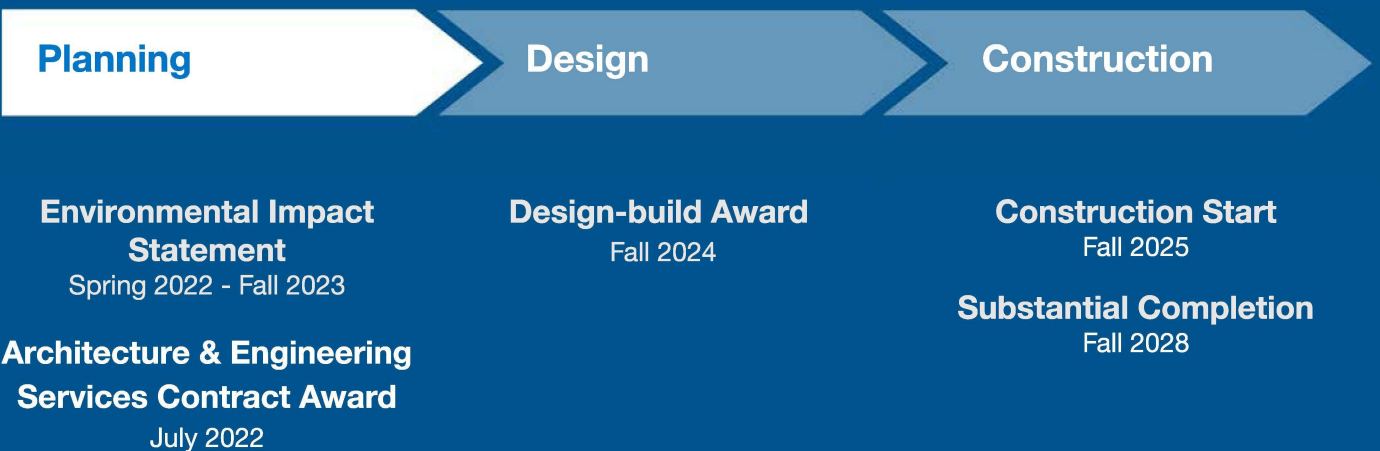 Planning
Design
Construction
Environmental Impact
Statement
Spring 2022 - Fall 2023
Architecture & Engineering
Services Contract Award
July 2022
Design-build Award
Fall 2024
Construction Start
Fall 2025
Substantial Completion
Fall 2028